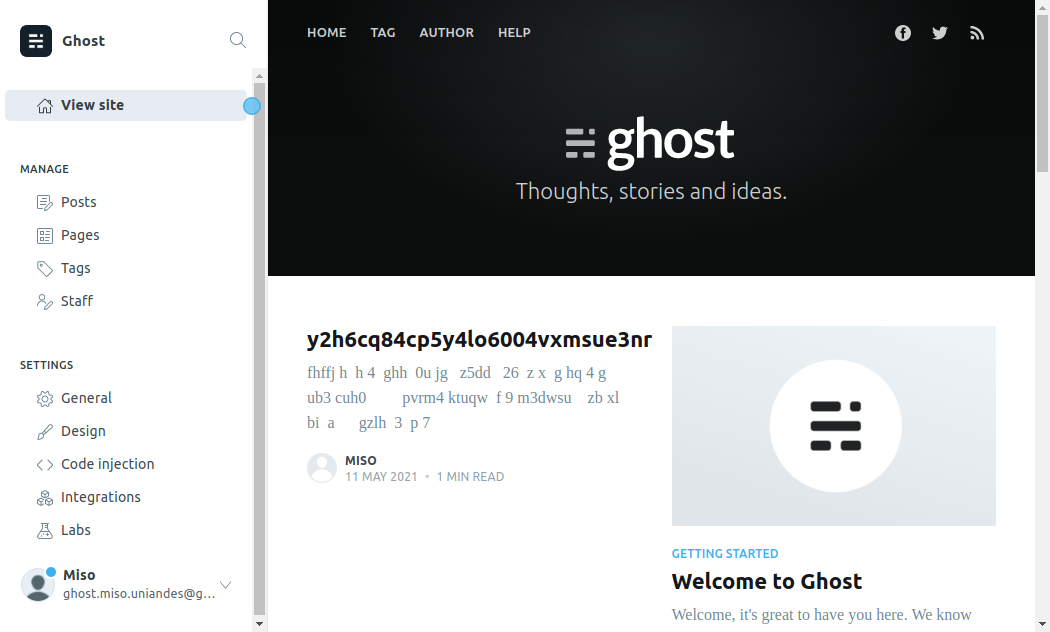 Ghost
View site
MANAGE
Posts
Pages
Tags
Staff
SETTINGS
General
Design
Code injection
Integrations
Labs
Miso
ghost.miso.uniandes@g...
HOME TAG AUTHOR HELP
ghost
Thoughts, stories and ideas.
y2h6cq84cp5y4lo6004vxmsue3nr
fhffj h h 4 ghh 0u jg z5dd 26 z x g hq 4 g
ub3 cuh0 pvrm4 ktuqw f 9 m3dwsu zb xl
bi a gzlh 3 p 7
MISO
11 MAY 2021 • 1 MIN READ
GETTING STARTED
Welcome to Ghost
Welcome, it's great to have you here. We know